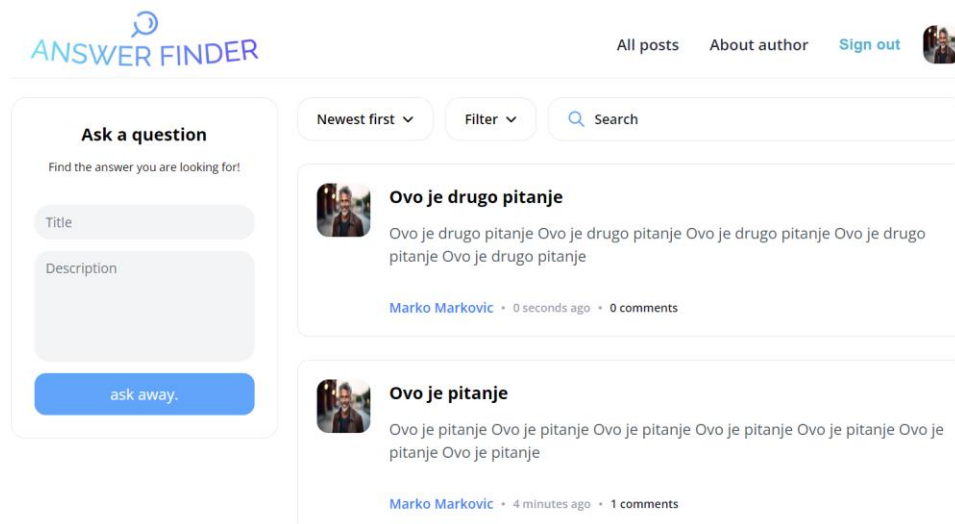 ANSWER FINDER
All posts About author Sign out
Ask a question
Find the answer you are looking for!
Title
Description
ask away.
Newest first Filter Search
Ovo je drugo pitanje
Ovo je drugo pitanje Ovo je drugo pitanje Ovo je drugo pitanje Ovo je drugo
pitanje Ovo je drugo pitanje
Marko Markovic • 0 seconds ago • 0 comments
Ovo je pitanje
Ovo je pitanje Ovo je pitanje Ovo je pitanje Ovo je pitanje Ovo je pitanje Ovo je
pitanje Ovo je pitanje
Marko Markovic • 4 minutes ago • 1 comments